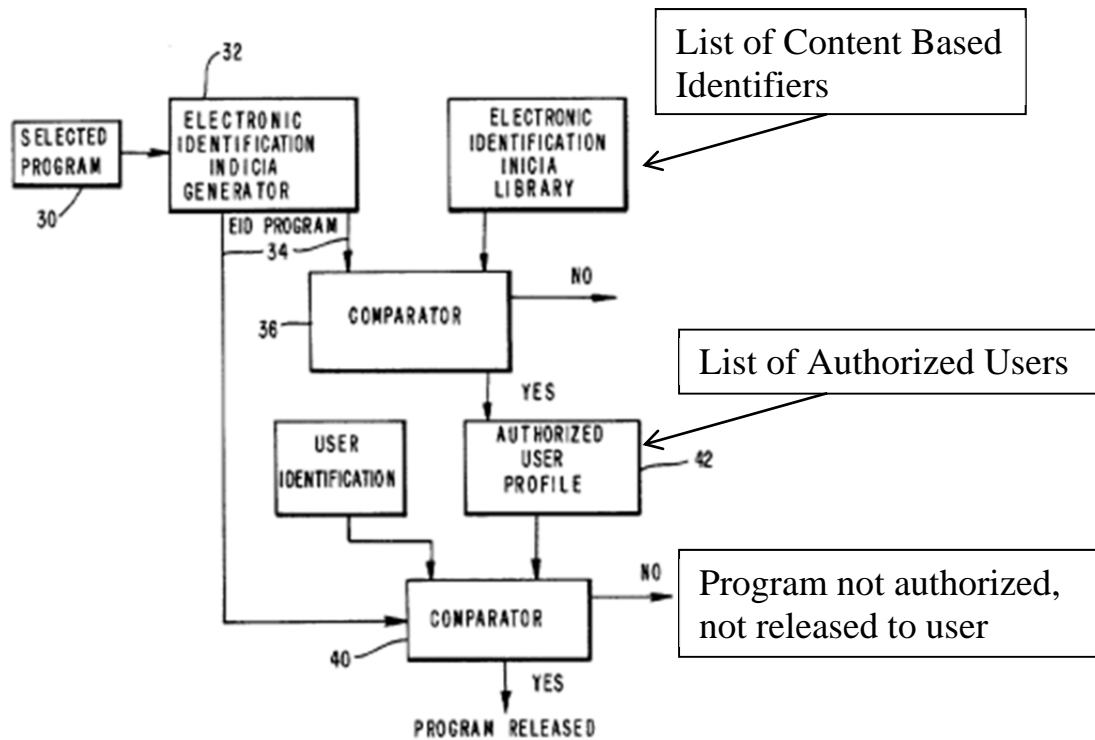 32
List of Content Based
Identifiers
SELECTED
PROGRAM
30
ELECTRONIC
IDENTIFICATION
INDICIA
GENERATOR
ELECTRONIC
IDENTIFICATION
INICIA
LIBRARY
EID PROGRAM
34
COMPARATOR
36
NO
YES
List of Authorized Users
USER
IDENTIFICATION
AUTHORIZED
USER
PROFILE
42
COMPARATOR
40
NO
Program not authorized,
not released to user
YES
PROGRAM RELEASED